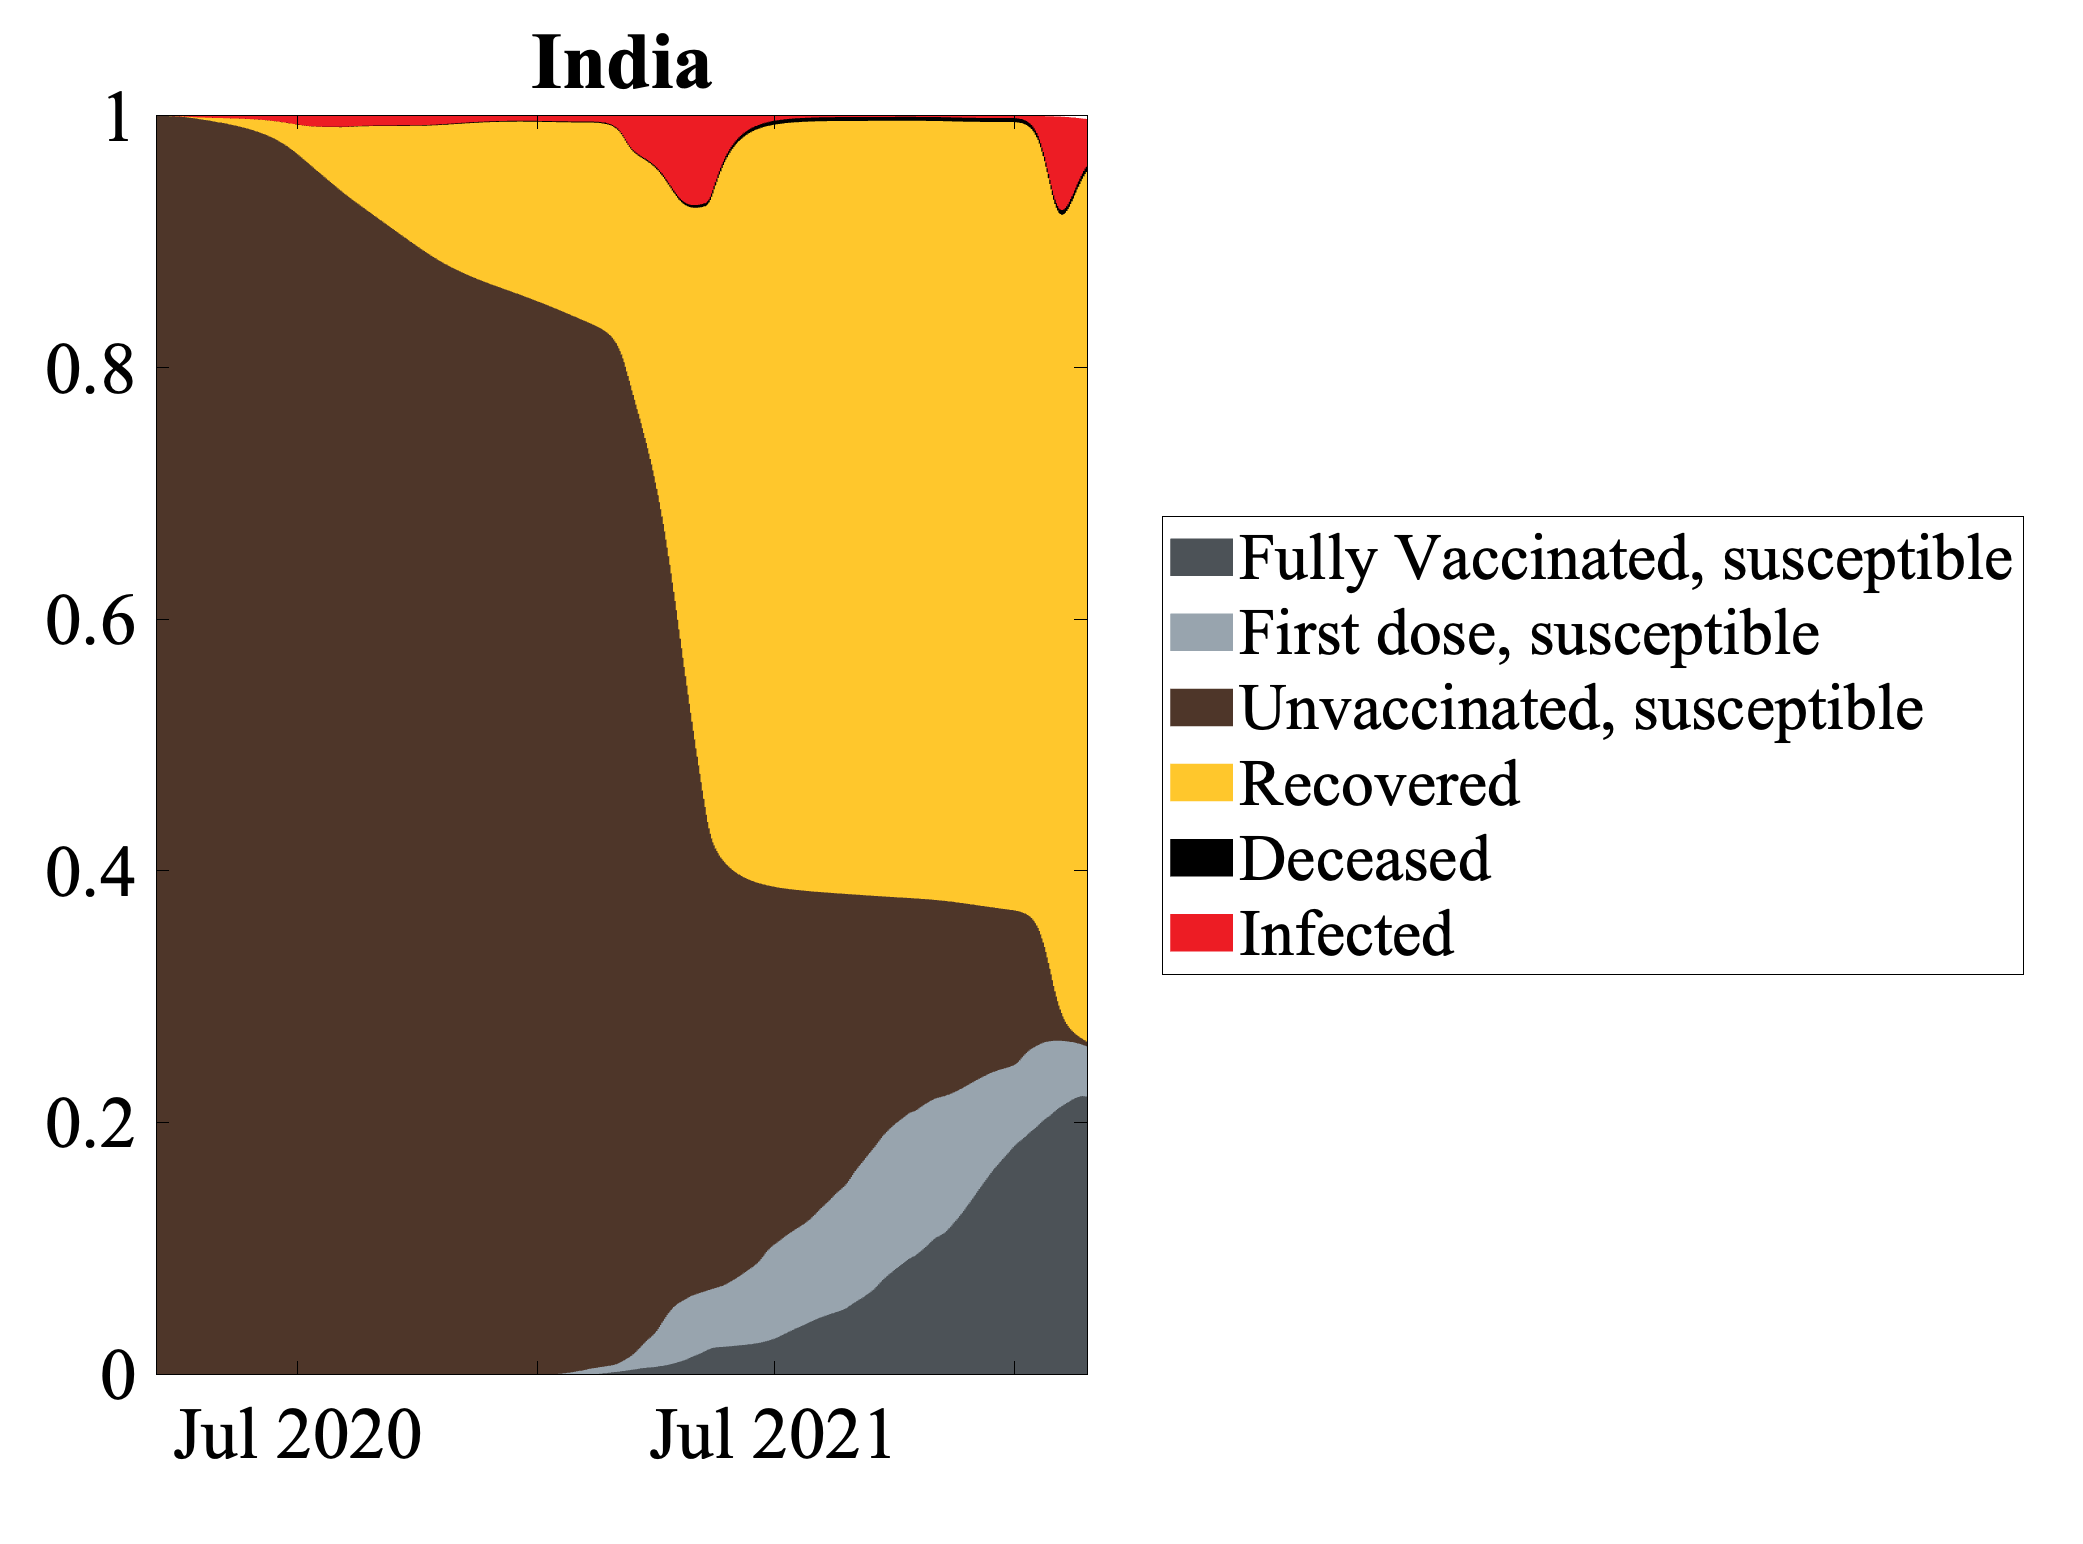 India
1
0.8
0.6
0.4
0.2
0
Jul 2020 Jul 2021
Fully Vaccinated, susceptible
First dose, susceptible
Unvaccinated, susceptible
Recovered
Deceased
Infected